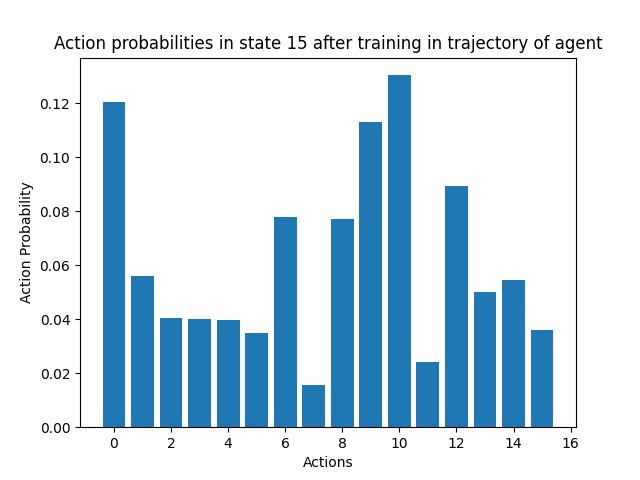 Action probabilities in state 15 after training in trajectory of agent
0.12
0.10
0.08
0.06
0.04
0.02
0.00
Action Probability
0 2 4 6 8 10 12 14 16
Actions